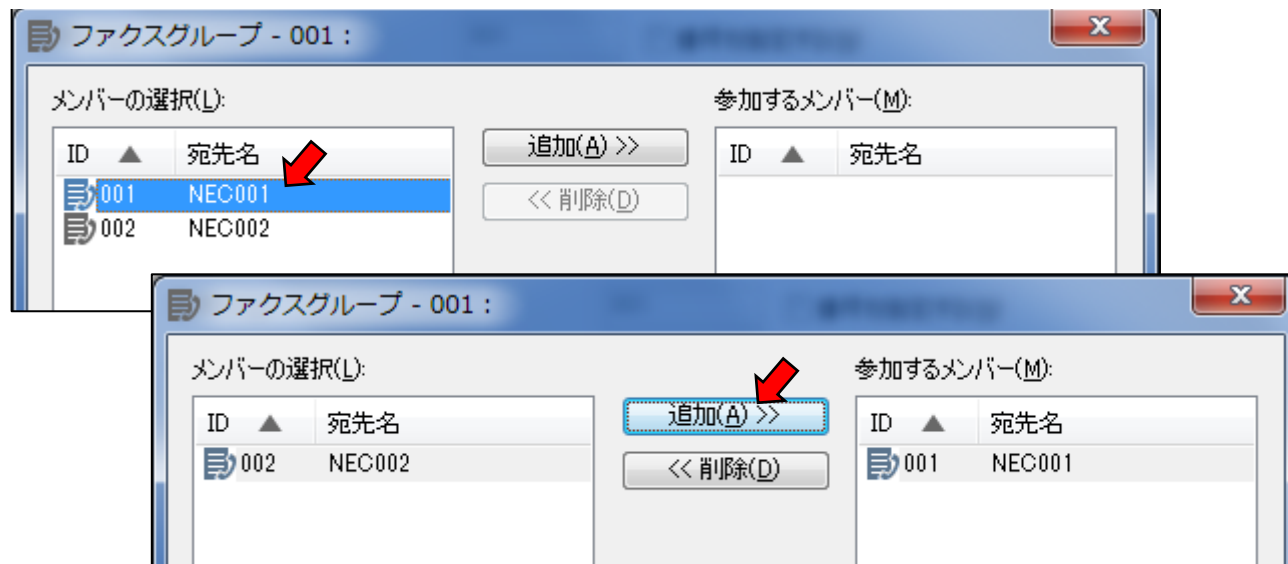 ファクスグループ - 001 :
メンバーの選択(L):
参加するメンバー(M):
ID 宛先名
追加(A) >>
ID 宛先名
001 NEC001
<< 削除(D)
002 NEC002
ファクスグループ - 001 :
メンバーの選択(L):
参加するメンバー(M):
ID 宛先名
追加(A) >>
ID 宛先名
002 NEC002
<< 削除(D)
001 NEC001